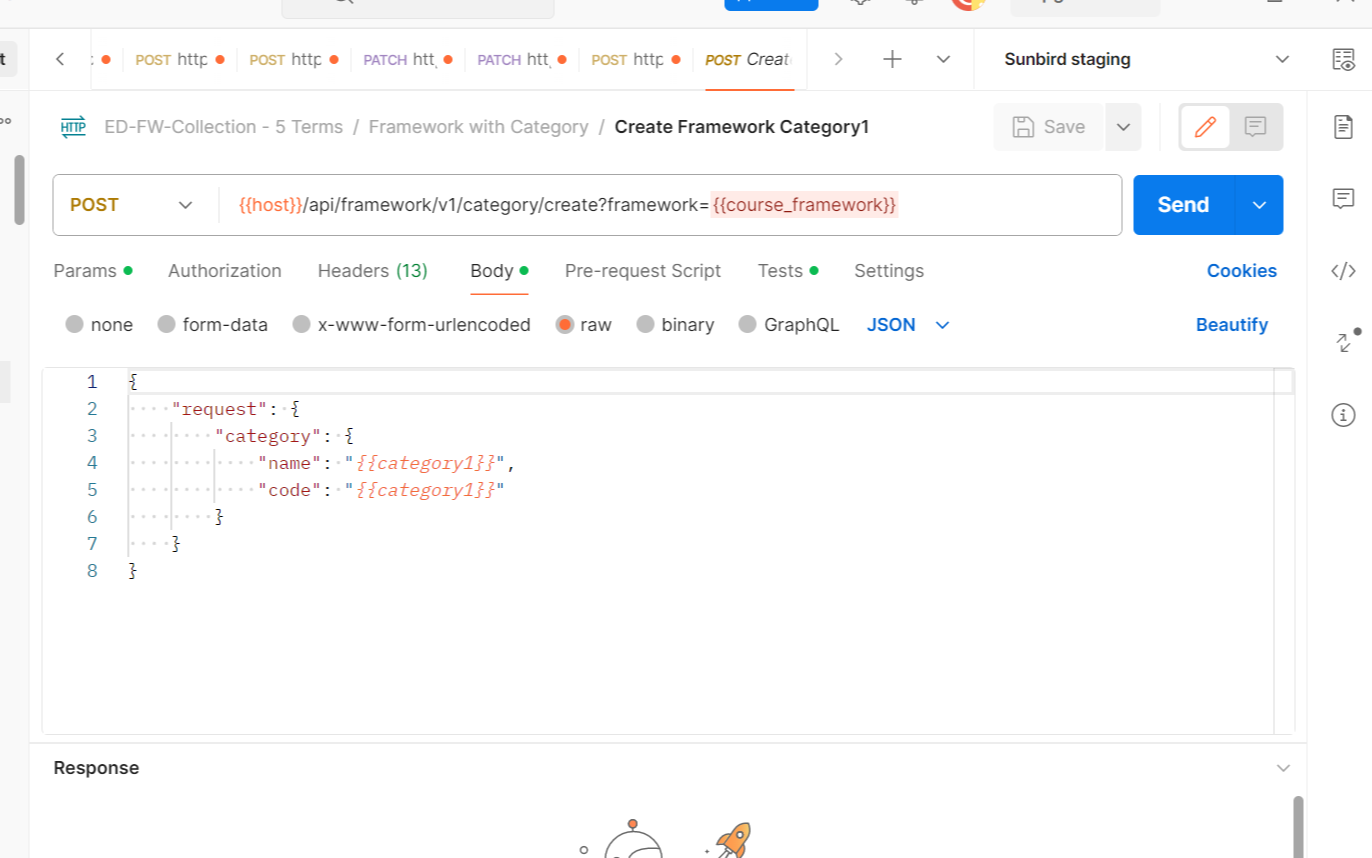 POST http POST http PATCH htt PATCH htt POST http POST Creat Sunbird staging
HTTP ED-FW-Collection - 5 Terms / Framework with Category / Create Framework Category1 Save
POST {{host}}/api/framework/v1/category/create?framework={{course_framework}} Send
Params Authorization Headers (13) Body Pre-request Script Tests Settings Cookies
none form-data x-www-form-urlencoded raw binary GraphQL JSON Beautify
1 {
2 "request": {
3 "category": {
4 "name": "{{category1}}",
5 "code": "{{category1}}"
6 }
7 }
8 }
Response